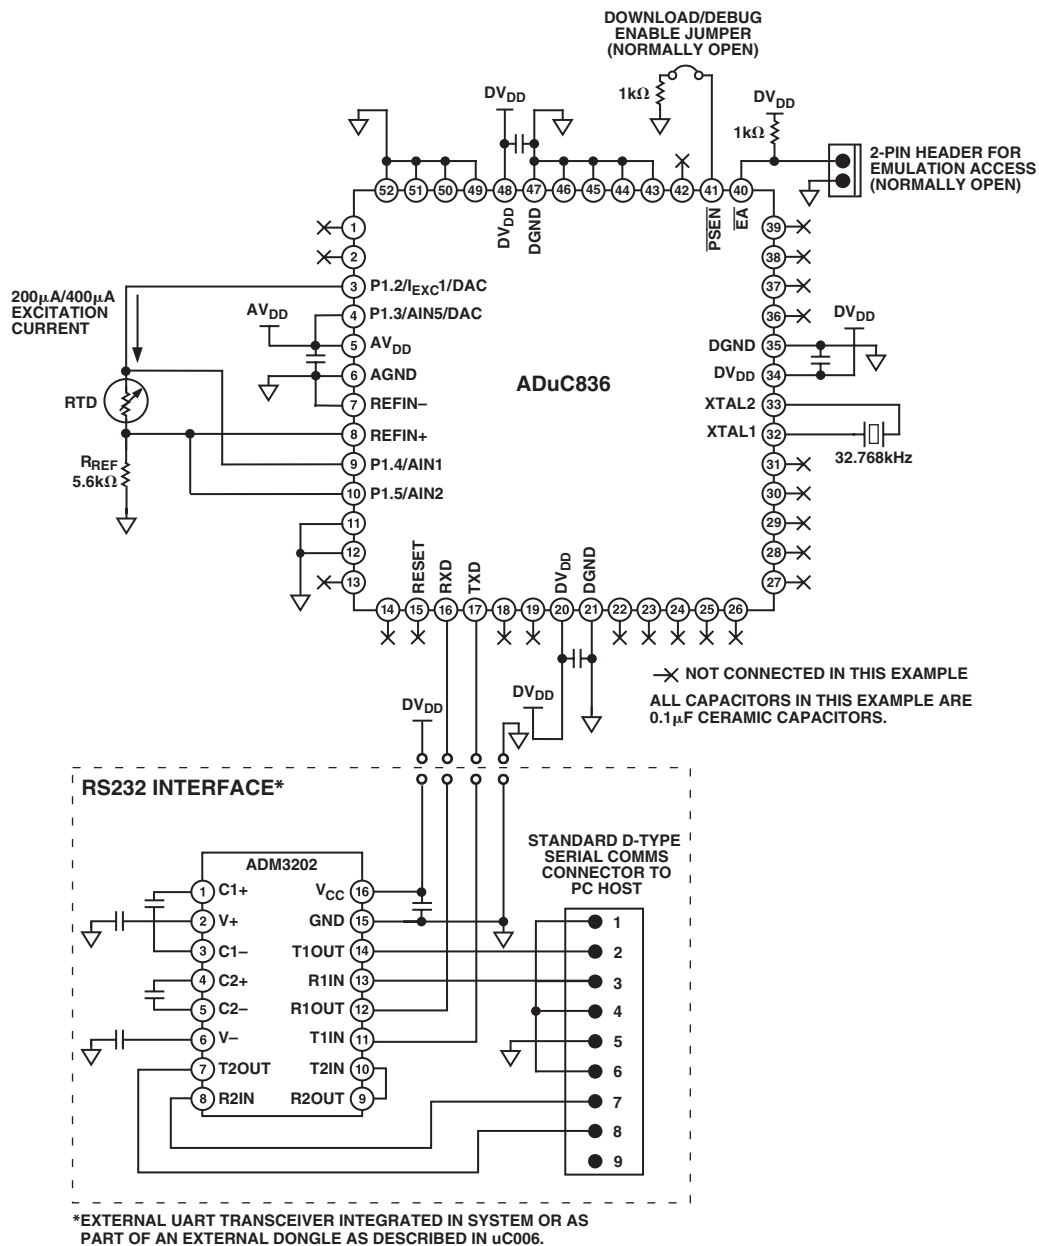 DOWNLOAD/DEBUG
ENABLE JUMPER
(NORMALLY OPEN)
1kΩ
DVDD
DVDD
1kΩ
2-PIN HEADER FOR
EMULATION ACCESS
(NORMALLY OPEN)
52 51 50 49 48 47 46 45 44 43 42 41 40
DVDD
DGND
PSEN
EA
1
2
3 P1.2/IEXC1/DAC
4 P1.3/AIN5/DAC
5 AVDD
6 AGND
7 REFIN–
8 REFIN+
9 P1.4/AIN1
10 P1.5/AIN2
11
12
13
200μA/400μA
EXCITATION
CURRENT
AVDD
RTD
RREF
5.6kΩ
ADuC836
39
38
37
36
DVDD
DGND 35
DVDD 34
XTAL2 33
XTAL1 32
32.768kHz
31
30
29
28
27
RESET
RXD
TXD
DVDD
DGND
14 15 16 17 18 19 20 21 22 23 24 25 26
NOT CONNECTED IN THIS EXAMPLE
ALL CAPACITORS IN THIS EXAMPLE ARE
0.1μF CERAMIC CAPACITORS.
DVDD
DVDD
RS232 INTERFACE*
ADM3202
1 C1+
2 V+
3 C1–
4 C2+
5 C2–
6 V–
7 T2OUT
8 R2IN
VCC 16
GND 15
T1OUT 14
R1IN 13
R1OUT 12
T1IN 11
T2IN 10
R2OUT 9
STANDARD D-TYPE
SERIAL COMMS
CONNECTOR TO
PC HOST
1
2
3
4
5
6
7
8
9
*EXTERNAL UART TRANSCEIVER INTEGRATED IN SYSTEM OR AS
PART OF AN EXTERNAL DONGLE AS DESCRIBED IN uC006.